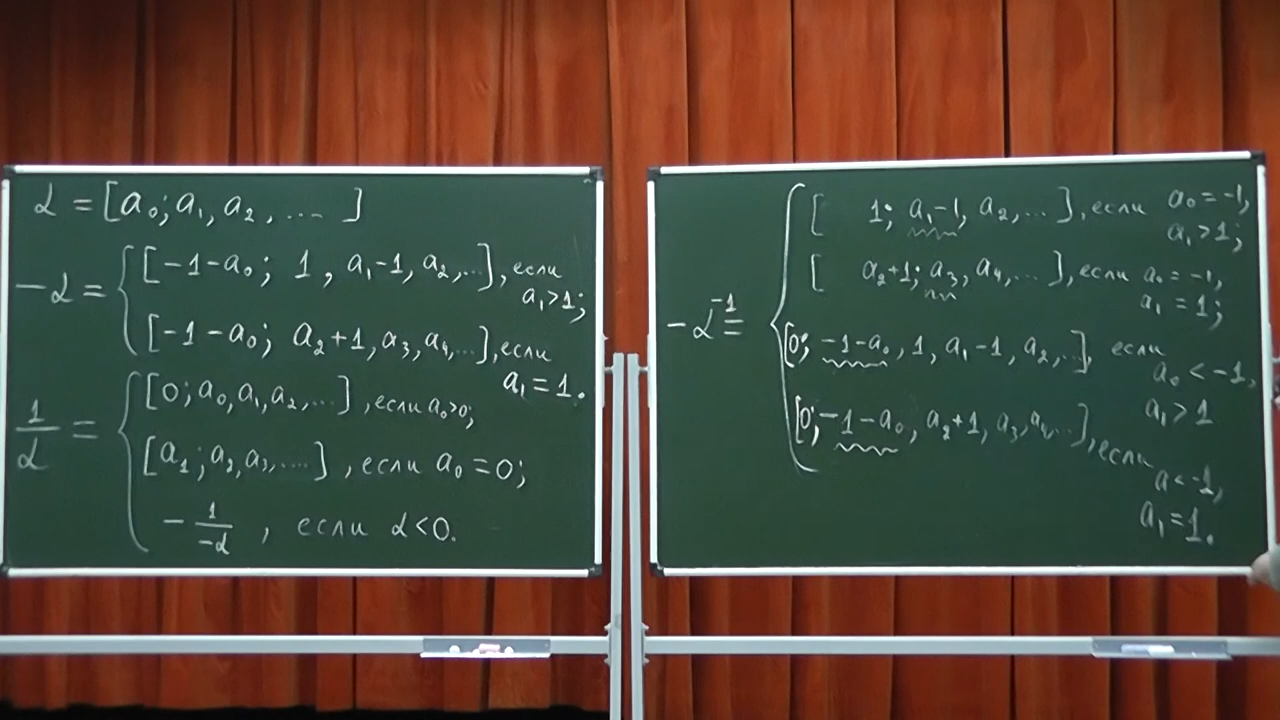 α = [a₀; a₁, a₂, .... ]
-α = { [-1-a₀; 1, a₁-1, a₂,...], если
a₁>1;
[-1-a₀; a₂+1, a₃, a₄,...], если
a₁=1.
1/α = { [0; a₀, a₁, a₂,...], если a₀>0;
[a₁; a₂, a₃,....], если a₀=0;
- 1/-α, если α<0.
-α⁻¹ = { [ 1; a₁-1, a₂,...], если a₀=-1,
a₁>1;
[ a₂+1; a₃, a₄,...], если a₀=-1,
a₁=1;
[0; -1-a₀, 1, a₁-1, a₂,...], если
a₀<-1,
a₁>1
[0; -1-a₀, a₂+1, a₃, a₄,...], если
a<-1,
a₁=1.